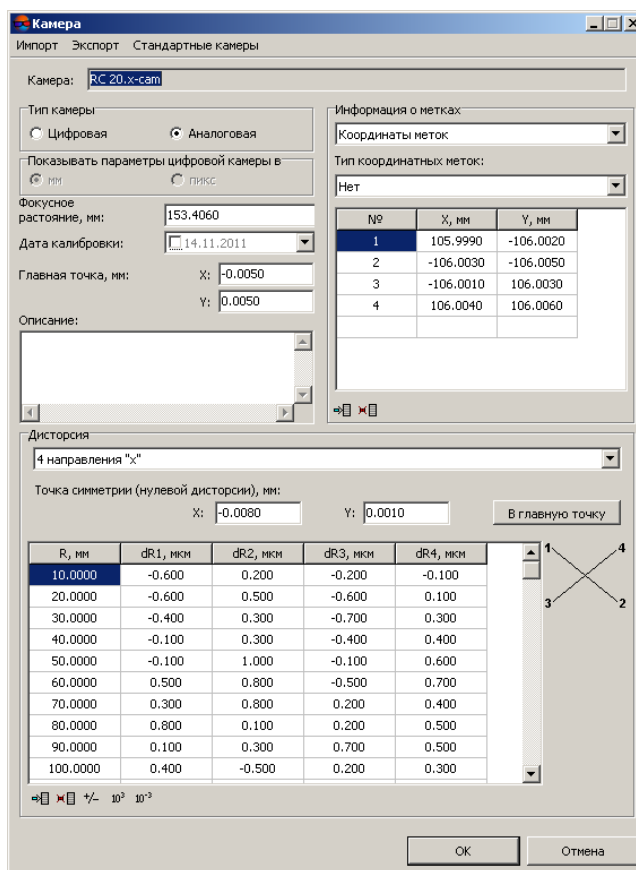 Камера
Импорт Экспорт Стандартные камеры
Камера: RC 20.x-cam
Тип камеры
Цифровая Аналоговая
Показывать параметры цифровой камеры в
мм пикс
Фокусное
растояние, мм: 153.4060
Дата калибровки: 14.11.2011
Главная точка, мм: X: -0.0050
Y: 0.0050
Описание:
Информация о метках
Координаты меток
Тип координатных меток:
Нет
№ X, мм Y, мм
1 105.9990 -106.0020
2 -106.0030 -106.0050
3 -106.0010 106.0030
4 106.0040 106.0060
Дисторсия
4 направления "x"
Точка симметрии (нулевой дисторсии), мм:
X: -0.0080 Y: 0.0010 В главную точку
R, мм dR1, мкм dR2, мкм dR3, мкм dR4, мкм
10.0000 -0.600 0.200 -0.200 -0.100
20.0000 -0.600 0.500 -0.600 0.100
30.0000 -0.400 0.300 -0.700 0.300
40.0000 -0.100 0.300 -0.400 0.400
50.0000 -0.100 1.000 -0.100 0.600
60.0000 0.500 0.800 -0.500 0.700
70.0000 0.300 0.800 0.200 0.400
80.0000 0.800 0.100 0.200 0.500
90.0000 0.100 0.300 0.700 0.500
100.0000 0.400 -0.500 0.200 0.300
1 4
3 2
+/- 10³ 10⁻³
OK Отмена